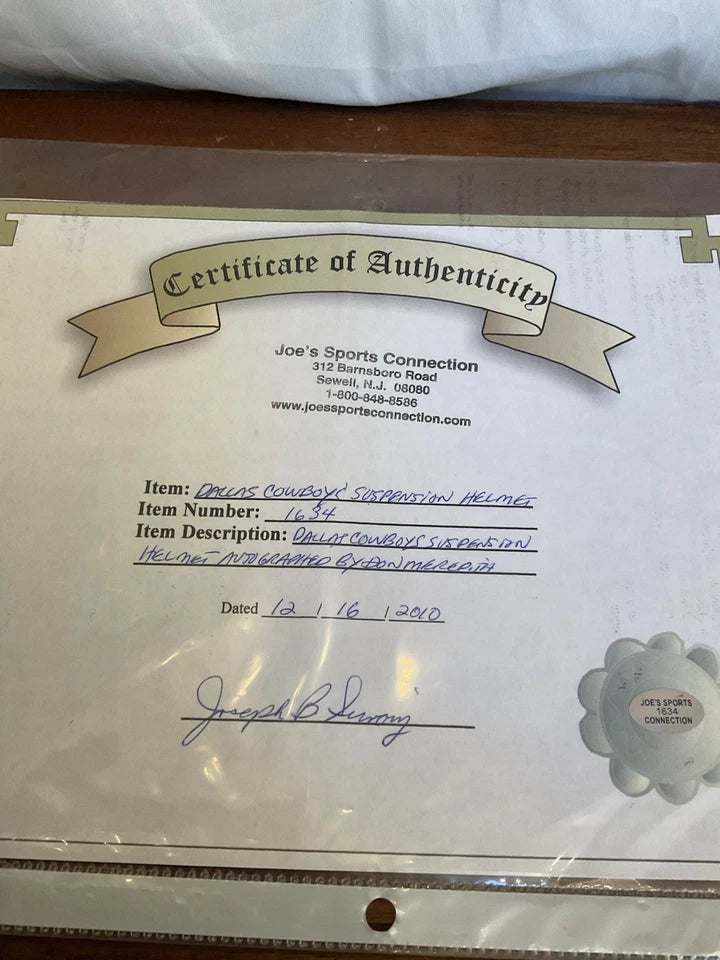 Certificate of Authenticity
Joe's Sports Connection
312 Barnsboro Road
Sewell, N.J. 08080
1-800-848-8586
www.joessportsconnection.com
Item: DALLAS COWBOYS SUSPENSION HELMET
Item Number: 1634
Item Description: DALLAS COWBOYS SUSPENSION
HELMET AUTOGRAPHED BY DON MEREDITH
Dated 12 / 16 / 2010
Joseph B
JOE'S SPORTS
1634
CONNECTION